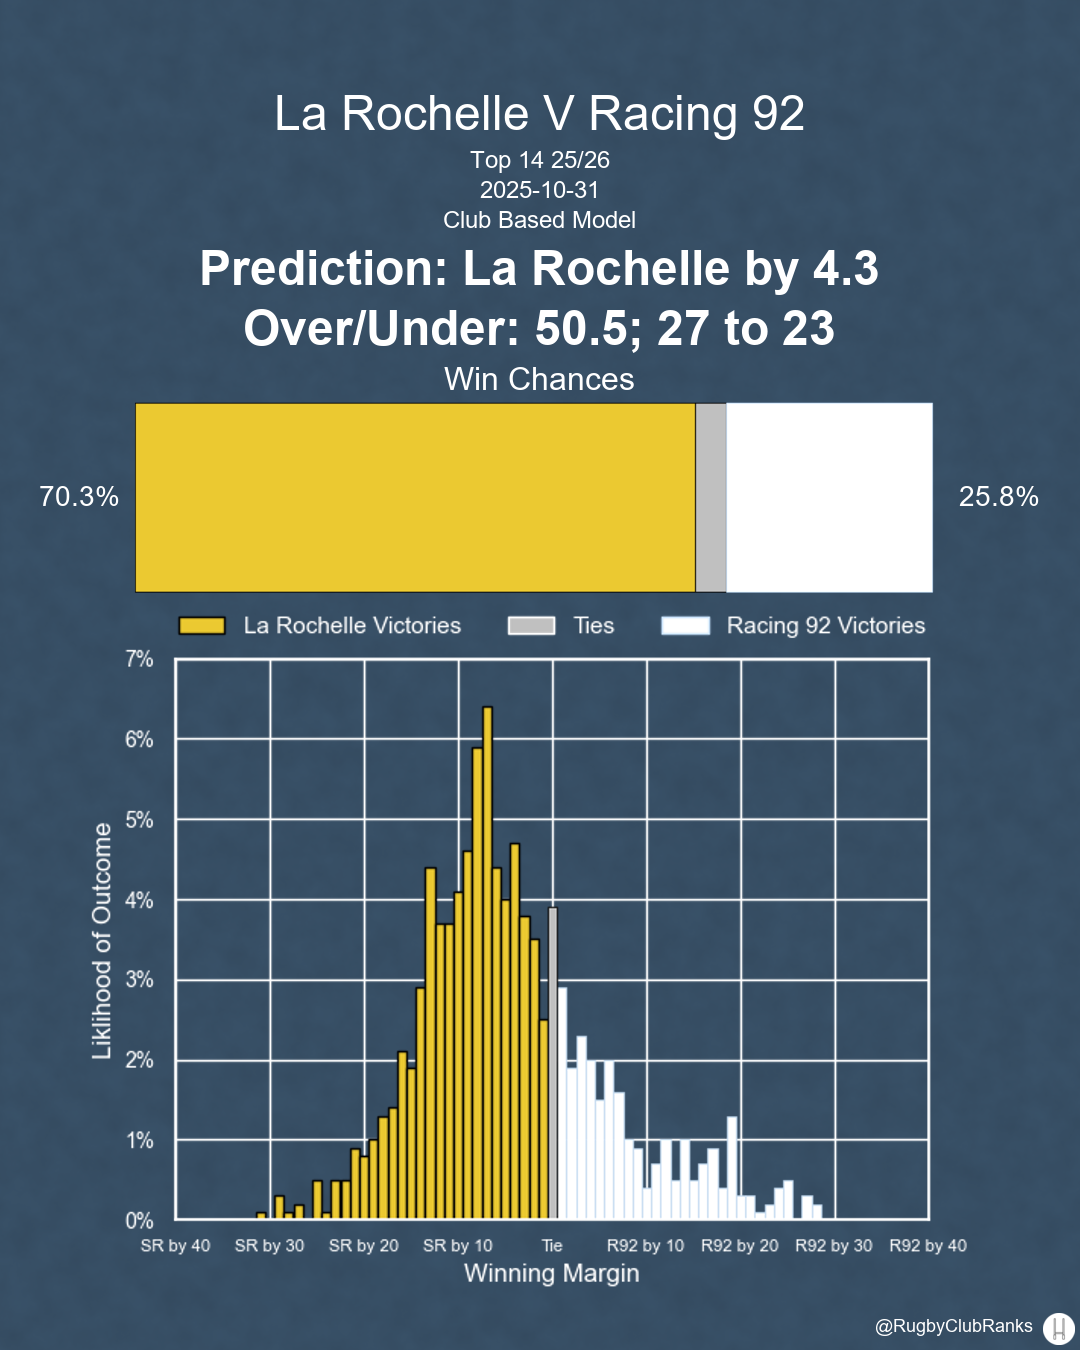 La Rochelle V Racing 92
Top 14 25/26
2025-10-31
Club Based Model
Prediction: La Rochelle by 4.3
Over/Under: 50.5; 27 to 23
Win Chances
70.3%
25.8%
La Rochelle Victories
Ties
Racing 92 Victories
7%
6%
5%
4%
3%
2%
1%
0%
Liklihood of Outcome
SR by 40
SR by 30
SR by 20
SR by 10
Tie
R92 by 10
R92 by 20
R92 by 30
R92 by 40
Winning Margin
@RugbyClubRanks